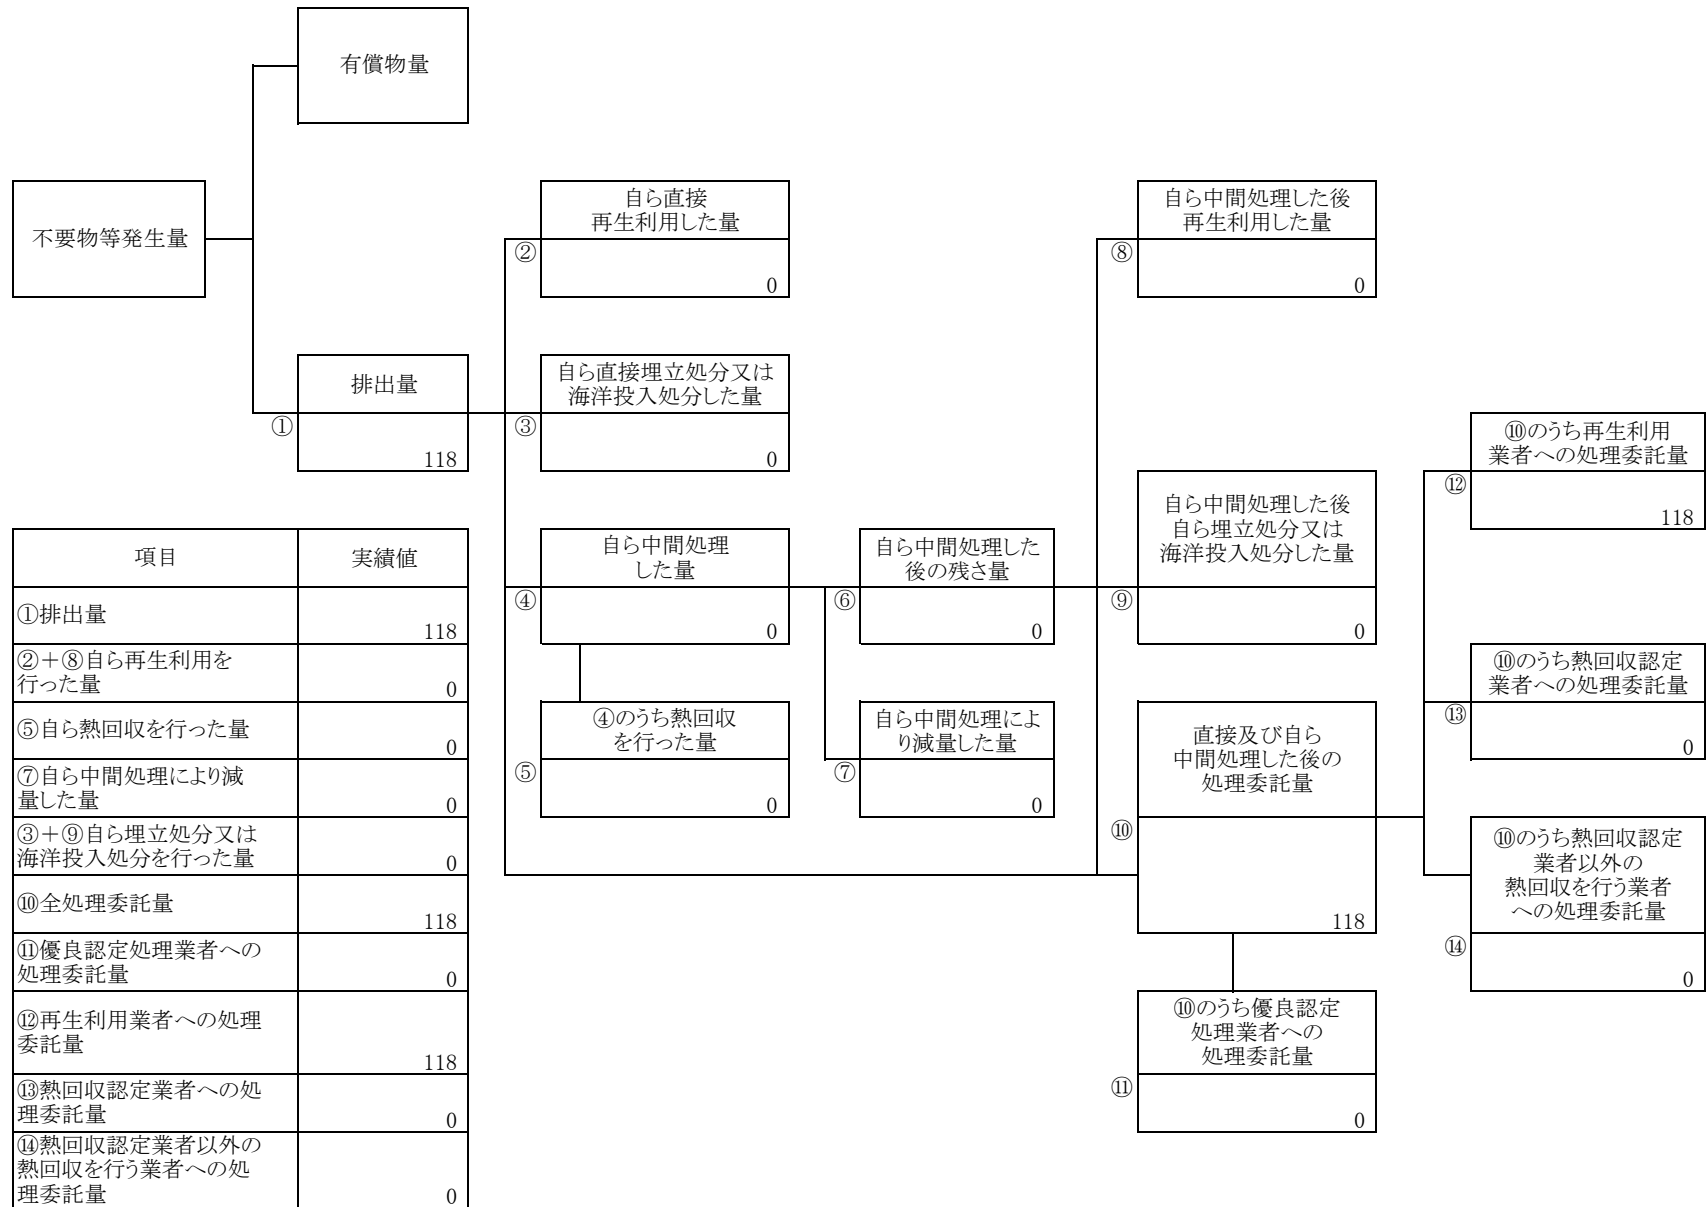 有償物量
不要物等発生量
自ら直接
再生利用した量
②
0
自ら中間処理した後
再生利用した量
⑧
0
排出量
①
118
自ら直接埋立処分又は
海洋投入処分した量
③
0
⑩のうち再生利用
業者への処理委託量
⑫
118
自ら中間処理
した量
④
0
自ら中間処理した
後の残さ量
⑥
0
自ら中間処理した後
自ら埋立処分又は
海洋投入処分した量
⑨
0
⑩のうち熱回収認定
業者への処理委託量
⑬
0
④のうち熱回収
を行った量
⑤
0
自ら中間処理によ
り減量した量
⑦
0
直接及び自ら
中間処理した後の
処理委託量
⑩
118
⑩のうち熱回収認定
業者以外の
熱回収を行う業者
への処理委託量
⑭
0
⑩のうち優良認定
処理業者への
処理委託量
⑪
0
項目 実績値
①排出量
118
②+⑧自ら再生利用を
行った量
0
⑤自ら熱回収を行った量
0
⑦自ら中間処理により減
量した量
0
③+⑨自ら埋立処分又は
海洋投入処分を行った量
0
⑩全処理委託量
118
⑪優良認定処理業者への
処理委託量
0
⑫再生利用業者への処理
委託量
118
⑬熱回収認定業者への処
理委託量
0
⑭熱回収認定業者以外の
熱回収を行う業者への処
理委託量
0